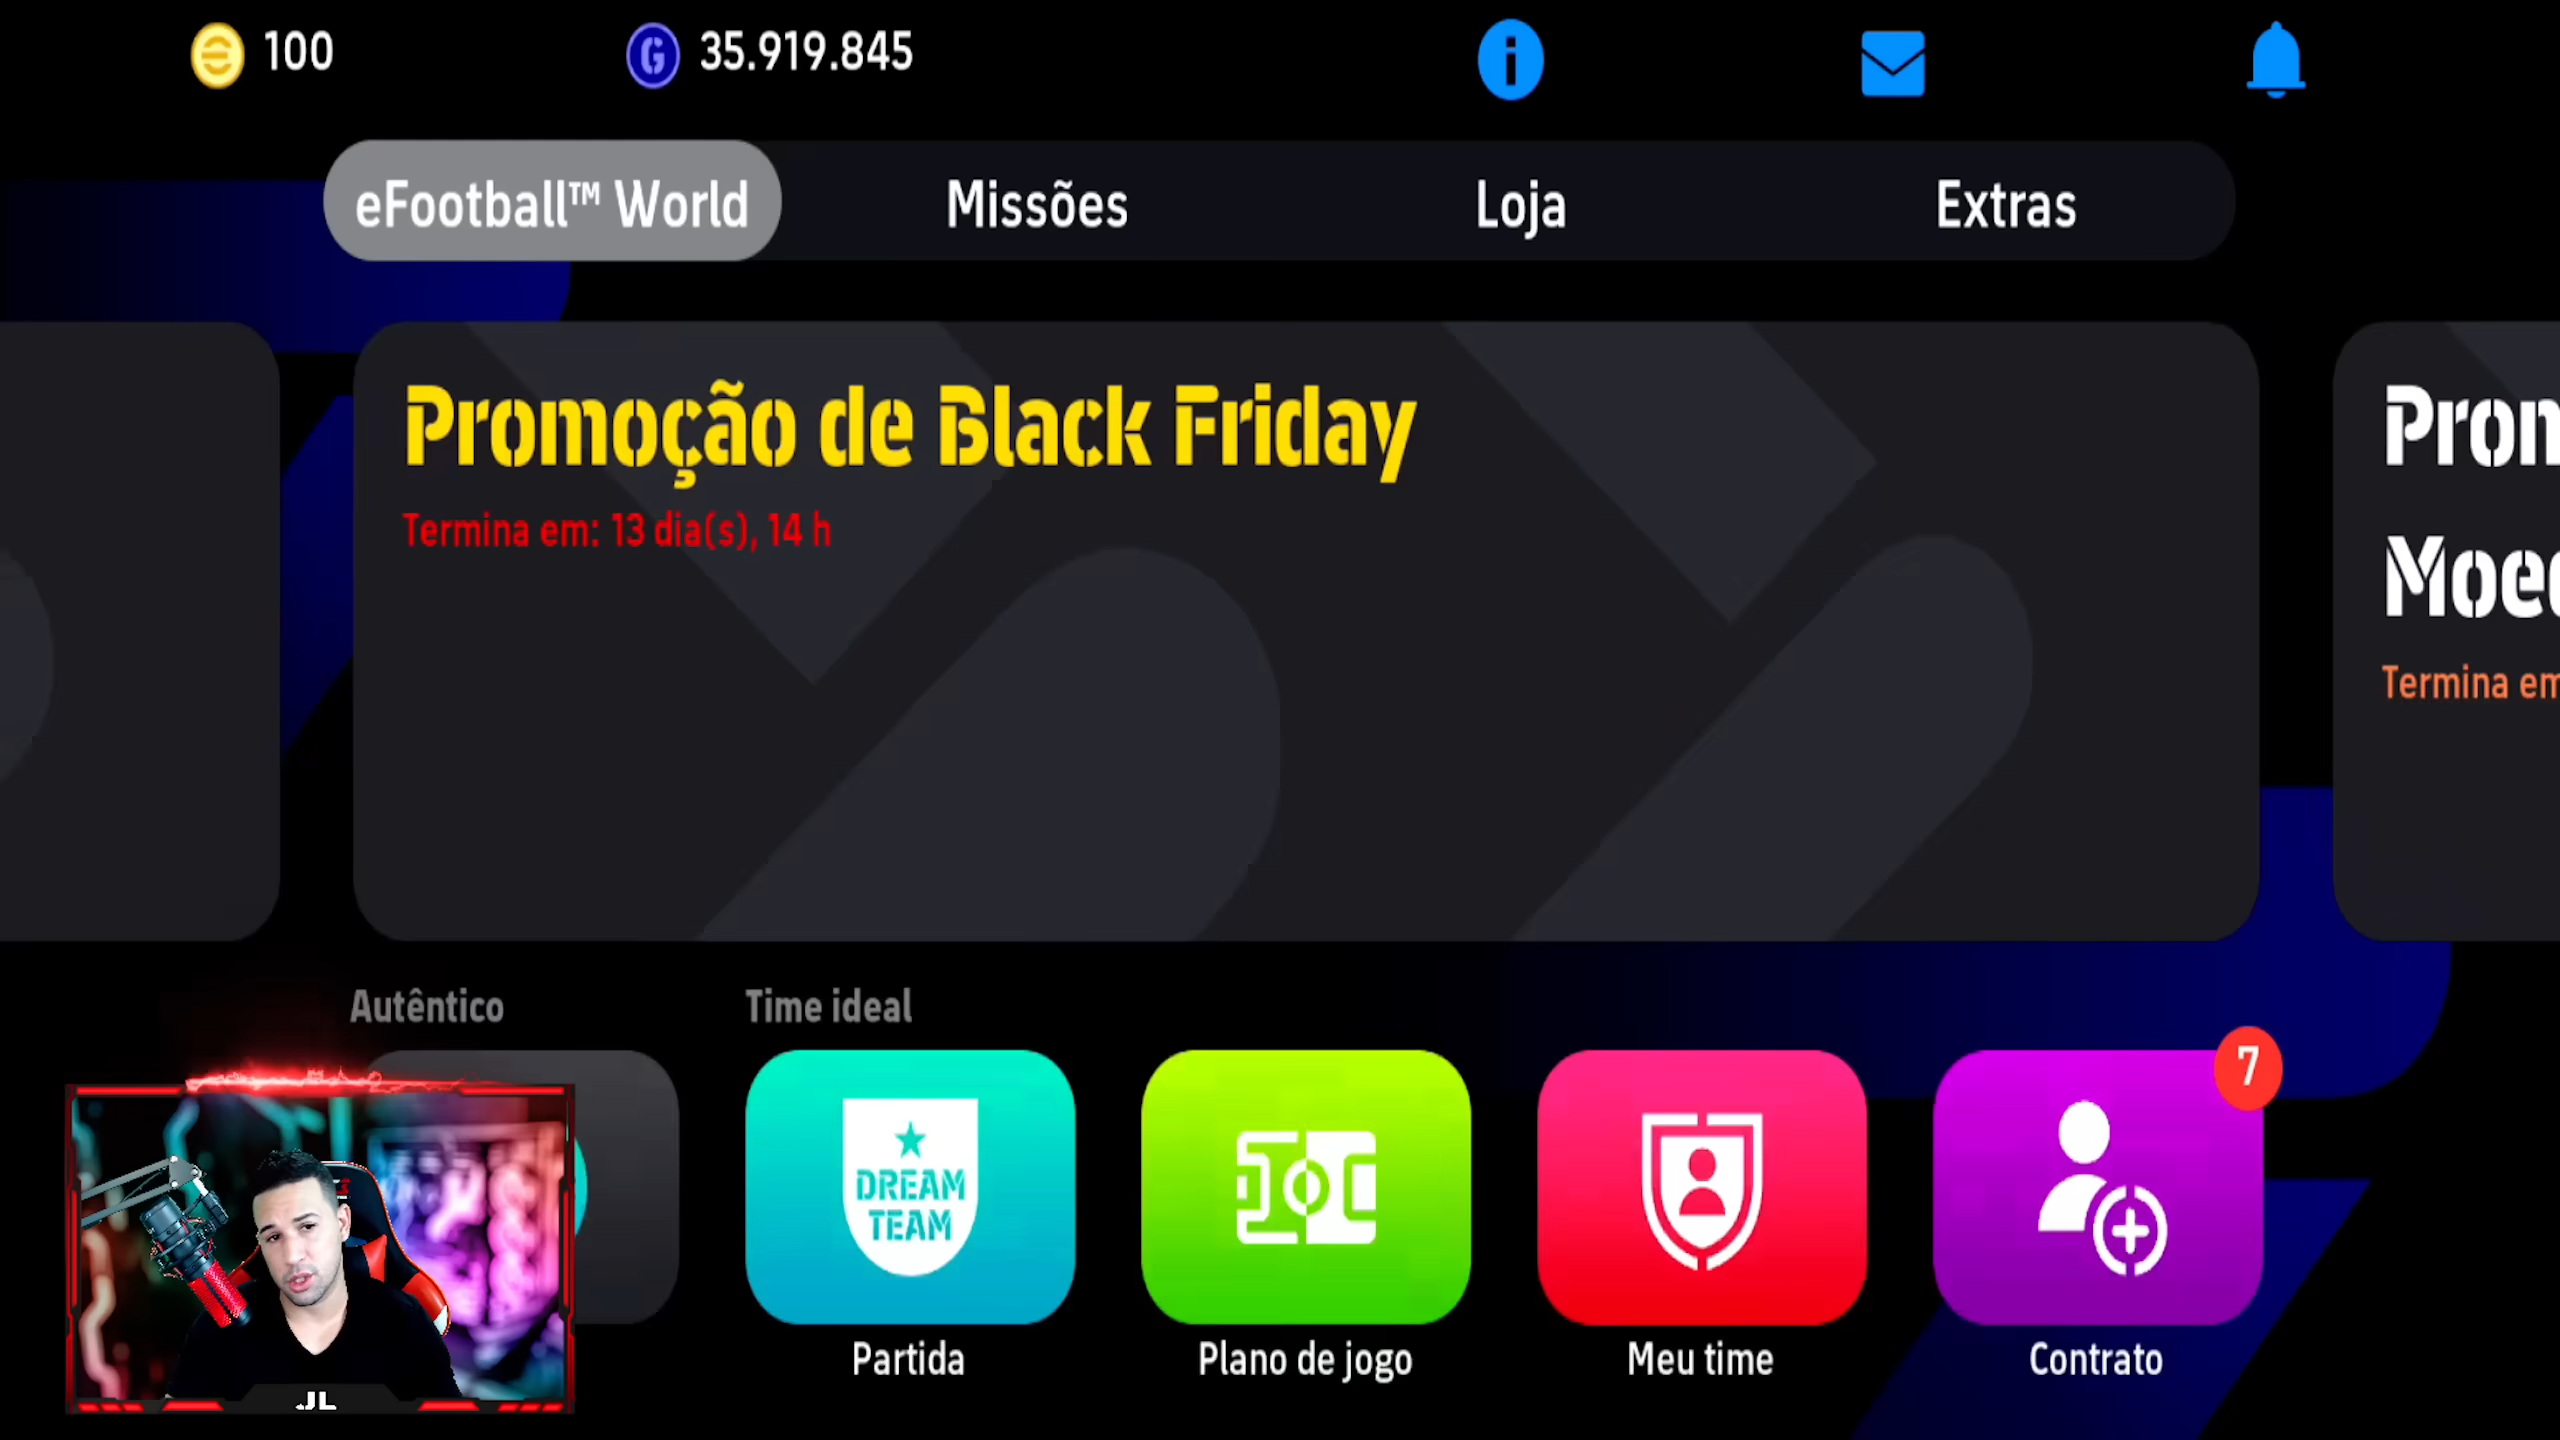 100
35.919.845
eFootball™ World
Missões
Loja
Extras
Promoção de Black Friday
Termina em: 13 dia(s), 14 h
Autêntico
Time ideal
7
DREAM
TEAM
Partida
Plano de jogo
Meu time
Contrato
JL